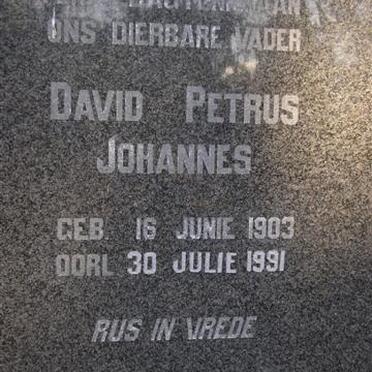 ONS DIERBARE VADER
DAVID PETRUS
JOHANNES
GEB. 16 JUNIE 1903
OORL 30 JULIE 1991
RUS IN VREDE